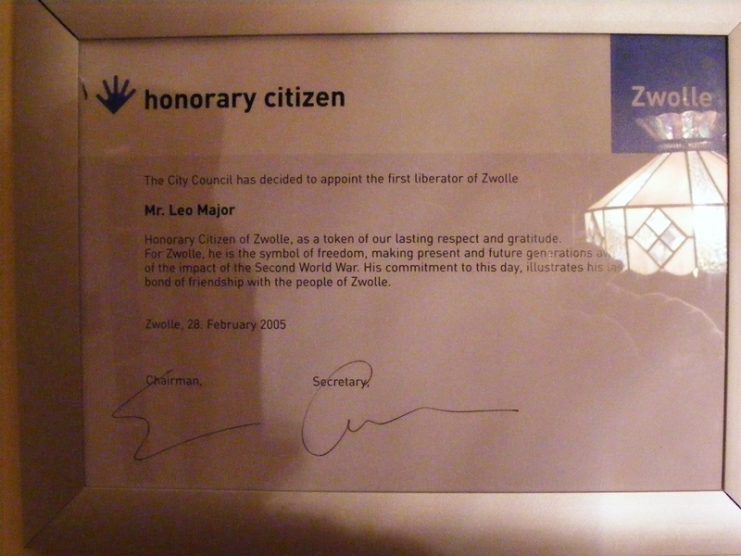 honorary citizen
Zwolle
The City Council has decided to appoint the first liberator of Zwolle
Mr. Leo Major
Honorary Citizen of Zwolle, as a token of our lasting respect and gratitude.
For Zwolle, he is the symbol of freedom, making present and future generations
of the impact of the Second World War. His commitment to this day, illustrates his
bond of friendship with the people of Zwolle.
Zwolle, 28. February 2005
Chairman,
Secretary,